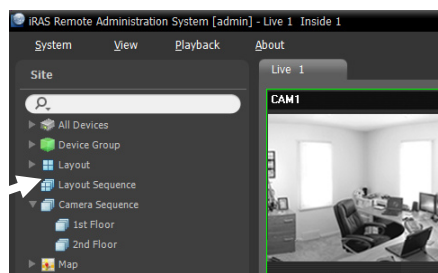 iRAS Remote Administration System [admin] - Live 1 Inside 1
System View Playback About
Site
Live 1
CAM1
All Devices
Device Group
Layout
Layout Sequence
Camera Sequence
1st Floor
2nd Floor
Map